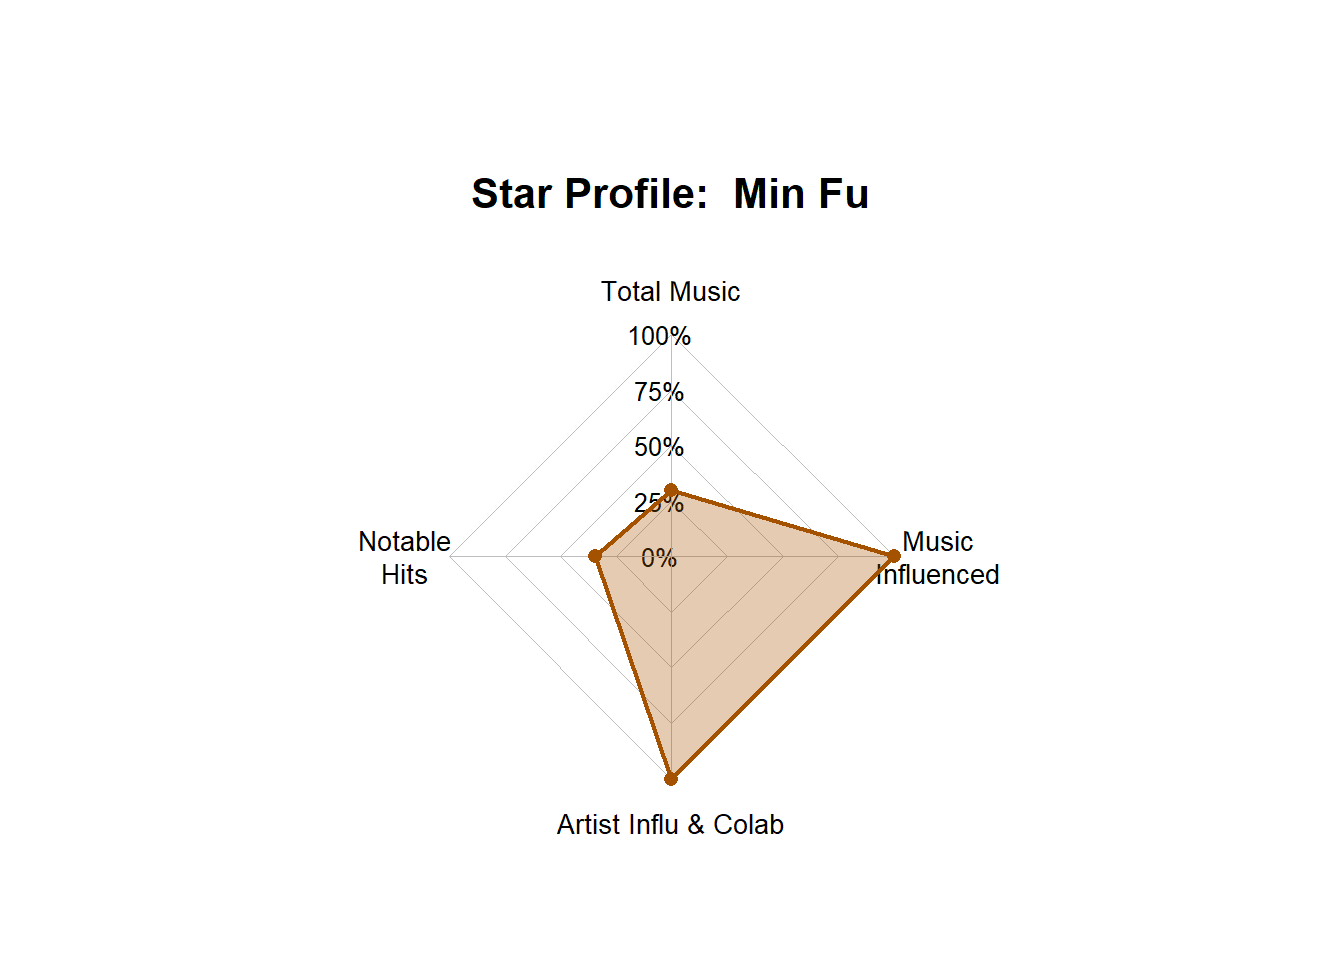 Star Profile:  Min Fu
Total Music
100%
75%
50%
25%
0%
Notable
Hits
Music
Influenced
Artist Influ & Colab